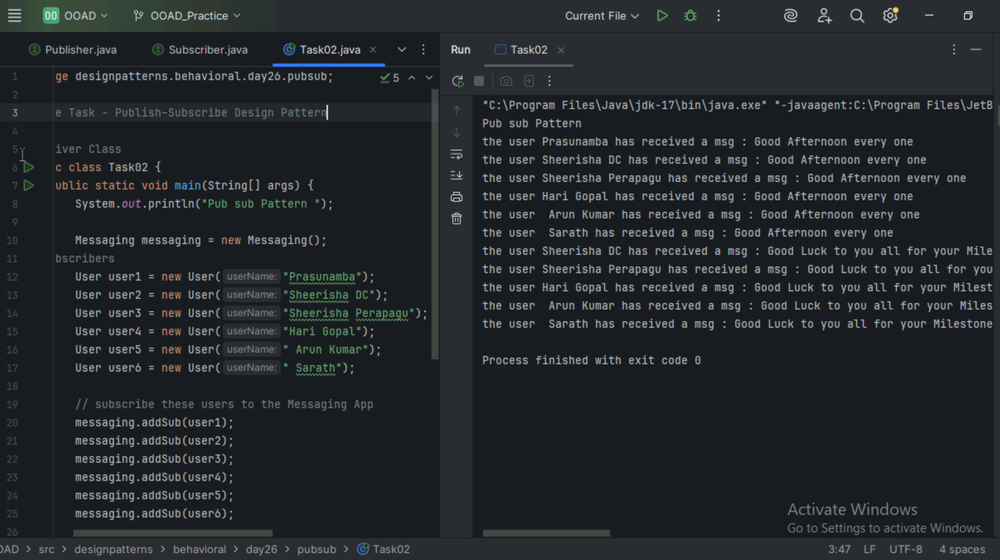 OO OOAD OOAD_Practice Current File
Publisher.java Subscriber.java Task02.java
1 ge designpatterns.behavioral.day26.pubsub; 5
2
3 e Task - Publish-Subscribe Design Pattern
4
5 iver Class
6 c class Task02 {
7 ublic static void main(String[] args) {
8 System.out.println("Pub sub Pattern ");
9
10 Messaging messaging = new Messaging();
11 bscribers
12 User user1 = new User( userName: "Prasunamba");
13 User user2 = new User( userName: "Sheerisha DC");
14 User user3 = new User( userName: "Sheerisha Perapagu");
15 User user4 = new User( userName: "Hari Gopal");
16 User user5 = new User( userName: " Arun Kumar");
17 User user6 = new User( userName: " Sarath");
18
19 // subscribe these users to the Messaging App
20 messaging.addSub(user1);
21 messaging.addSub(user2);
22 messaging.addSub(user3);
23 messaging.addSub(user4);
24 messaging.addSub(user5);
25 messaging.addSub(user6);
26
Run Task02
"C:\Program Files\Java\jdk-17\bin\java.exe" "-javaagent:C:\Program Files\JetB
Pub sub Pattern
the user Prasunamba has received a msg : Good Afternoon every one
the user Sheerisha DC has received a msg : Good Afternoon every one
the user Sheerisha Perapagu has received a msg : Good Afternoon every one
the user Hari Gopal has received a msg : Good Afternoon every one
the user  Arun Kumar has received a msg : Good Afternoon every one
the user  Sarath has received a msg : Good Afternoon every one
the user Sheerisha DC has received a msg : Good Luck to you all for your Mile
the user Sheerisha Perapagu has received a msg : Good Luck to you all for you
the user Hari Gopal has received a msg : Good Luck to you all for your Milest
the user  Arun Kumar has received a msg : Good Luck to you all for your Miles
the user  Sarath has received a msg : Good Luck to you all for your Milestone
Process finished with exit code 0
Activate Windows
Go to Settings to activate Windows.
OAD > src > designpatterns > behavioral > day26 > pubsub > Task02 3:47 LF UTF-8 4 spaces